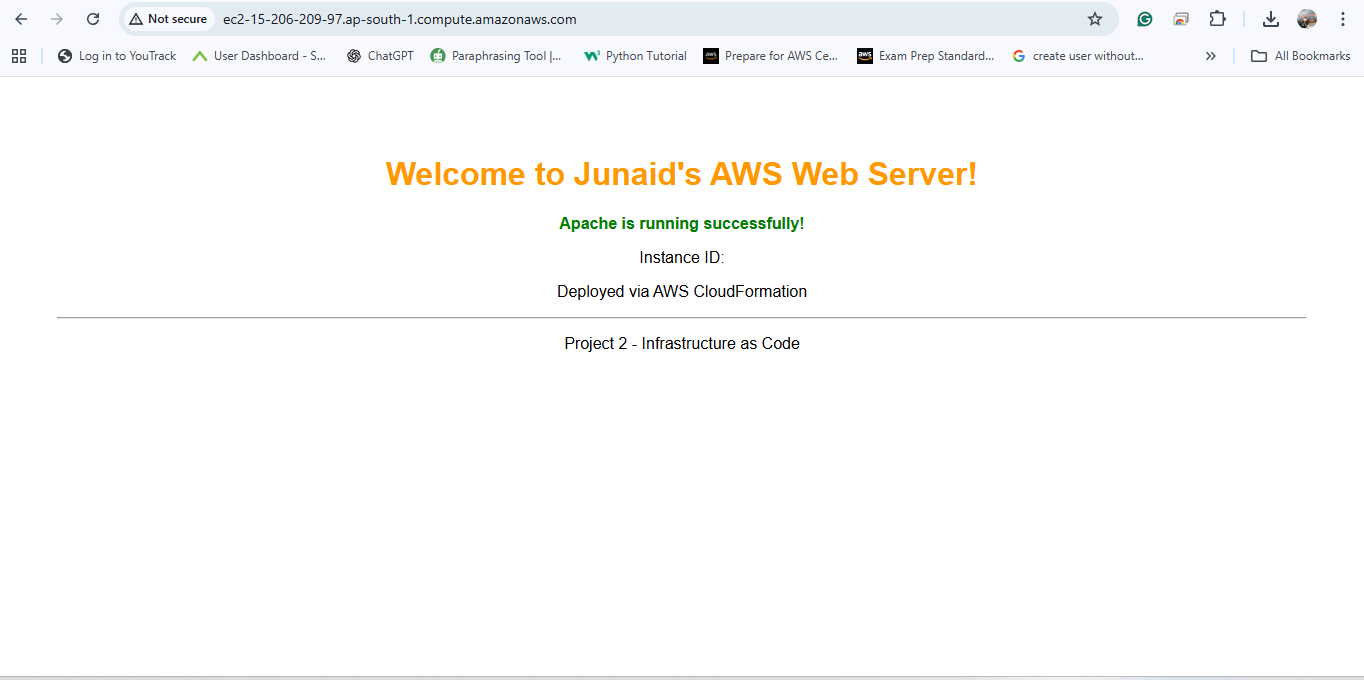 Not secure ec2-15-206-209-97.ap-south-1.compute.amazonaws.com
Log in to YouTrack User Dashboard - S... ChatGPT Paraphrasing Tool |... Python Tutorial Prepare for AWS Ce... Exam Prep Standard... create user without... » All Bookmarks
Welcome to Junaid's AWS Web Server!
Apache is running successfully!
Instance ID:
Deployed via AWS CloudFormation
Project 2 - Infrastructure as Code